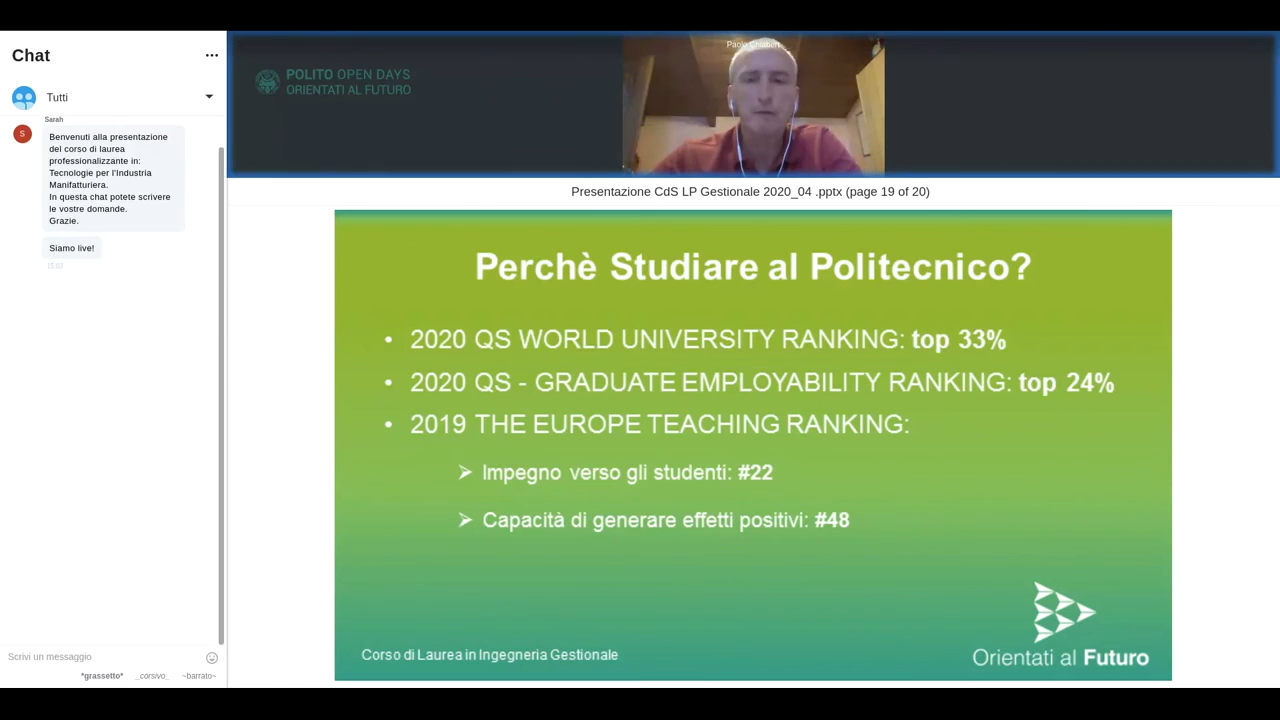 Chat
Tutti
Sarah
S
Benvenuti alla presentazione
del corso di laurea
professionalizzante in:
Tecnologie per l'Industria
Manifatturiera.
In questa chat potete scrivere
le vostre domande.
Grazie.
Siamo live!
15:03
Scrivi un messaggio
*grassetto* _corsivo_ ~barrato~
POLITO OPEN DAYS
ORIENTATI AL FUTURO
Paolo Chiabert
Presentazione CdS LP Gestionale 2020_04 .pptx (page 19 of 20)
Perchè Studiare al Politecnico?
• 2020 QS WORLD UNIVERSITY RANKING: top 33%
• 2020 QS - GRADUATE EMPLOYABILITY RANKING: top 24%
• 2019 THE EUROPE TEACHING RANKING:
➢ Impegno verso gli studenti: #22
➢ Capacità di generare effetti positivi: #48
Corso di Laurea in Ingegneria Gestionale
Orientati al Futuro